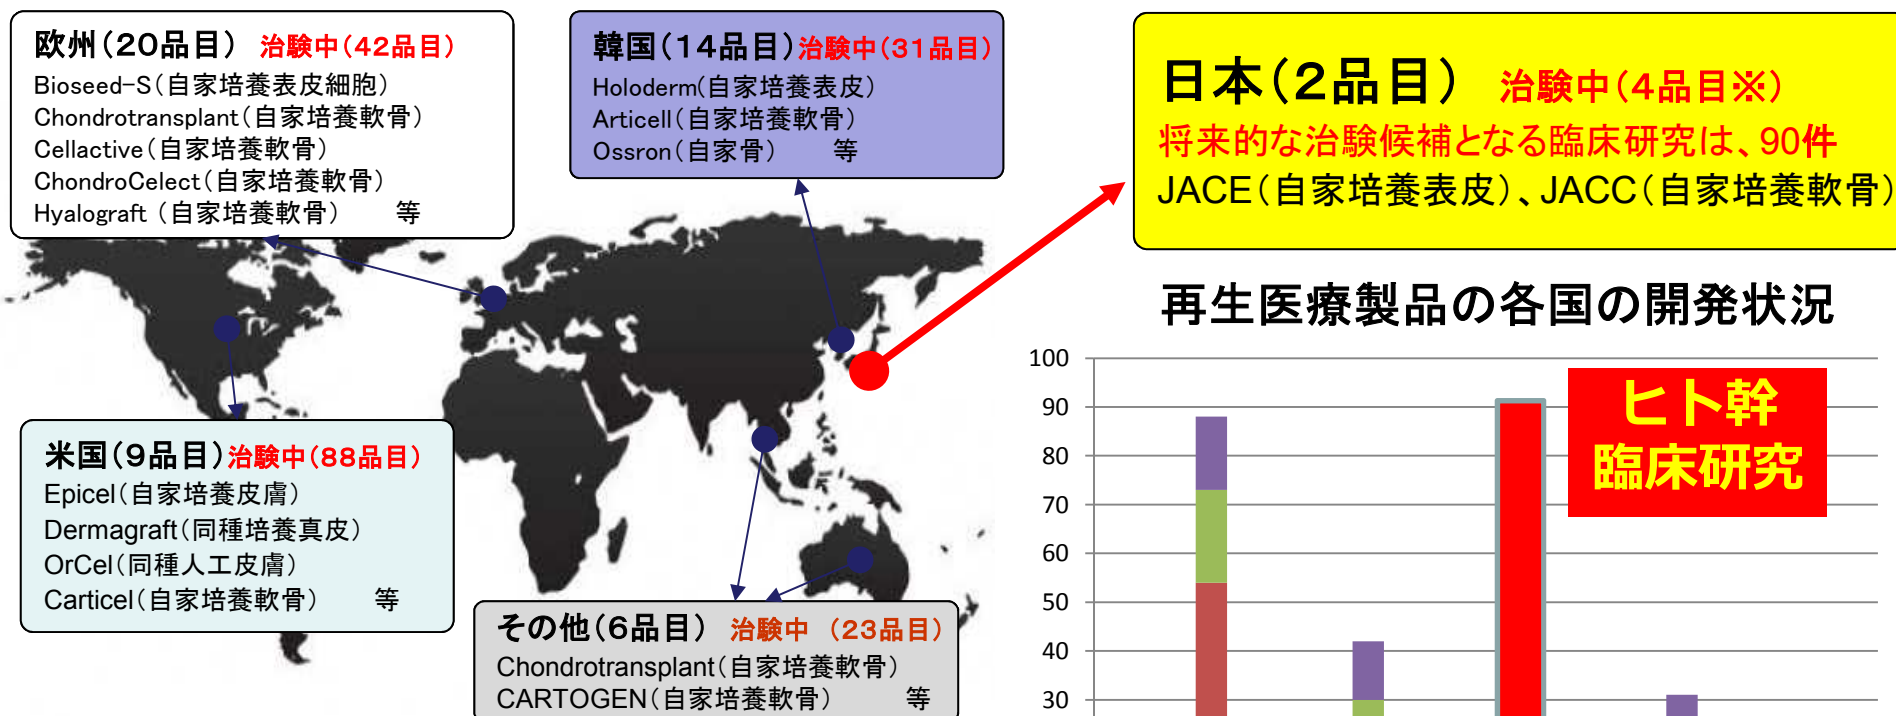 欧州(20品目) 治験中(42品目)
Bioseed-S(自家培養表皮細胞)
Chondrotransplant(自家培養軟骨)
Cellactive(自家培養軟骨)
ChondroCelect(自家培養軟骨)
Hyalograft (自家培養軟骨) 等
韓国(14品目)治験中(31品目)
Holoderm(自家培養表皮)
Articell(自家培養軟骨)
Ossron(自家骨) 等
日本(2品目) 治験中(4品目※)
将来的な治験候補となる臨床研究は、90件
JACE(自家培養表皮)、JACC(自家培養軟骨)
米国(9品目)治験中(88品目)
Epicel(自家培養皮膚)
Dermagraft(同種培養真皮)
OrCel(同種人工皮膚)
Carticel(自家培養軟骨) 等
その他(6品目) 治験中 (23品目)
Chondrotransplant(自家培養軟骨)
CARTOGEN(自家培養軟骨) 等
再生医療製品の各国の開発状況
100
90
80
70
60
50
40
30
ヒト幹
臨床研究